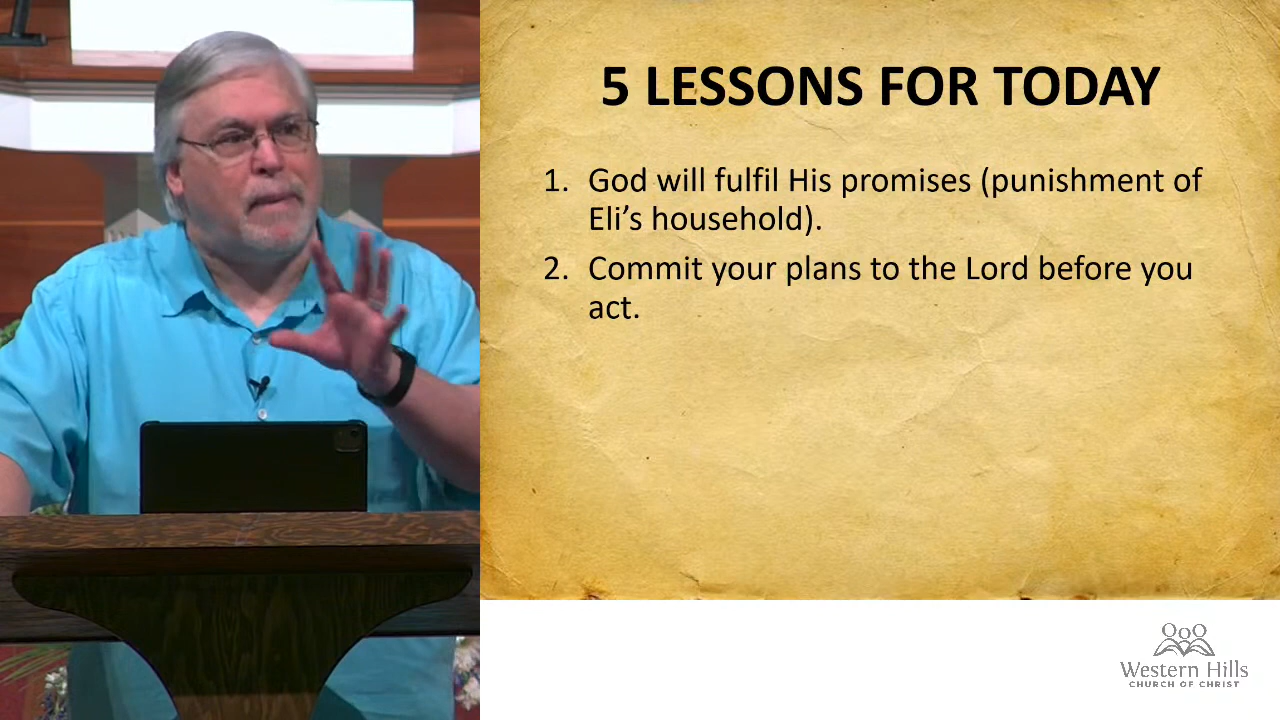 5 LESSONS FOR TODAY
1. God will fulfil His promises (punishment of
Eli’s household).
2. Commit your plans to the Lord before you
act.
Western Hills
CHURCH OF CHRIST